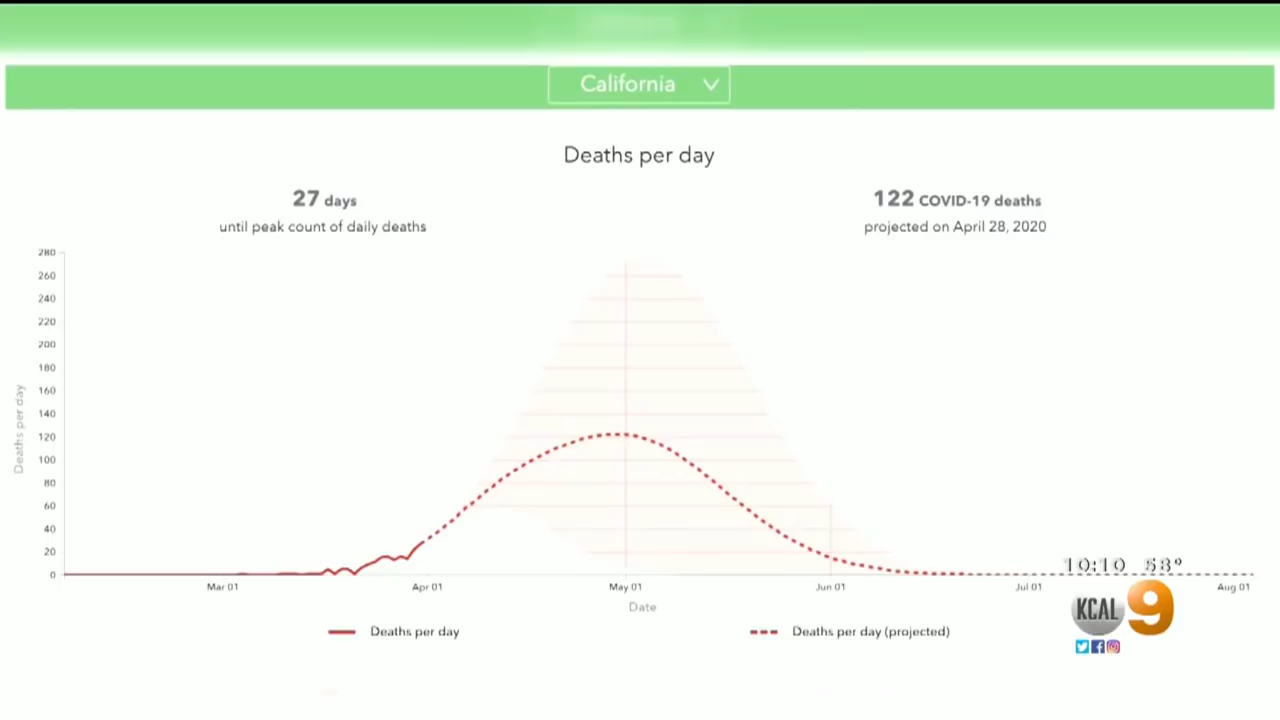 California
Deaths per day
27 days
until peak count of daily deaths
122 COVID-19 deaths
projected on April 28, 2020
280
260
240
220
200
180
160
140
120
100
80
60
40
20
0
Deaths per day
Mar 01
Apr 01
May 01
Jun 01
Jul 01
Aug 01
Date
Deaths per day
Deaths per day (projected)
10:10 58°
KCAL 9